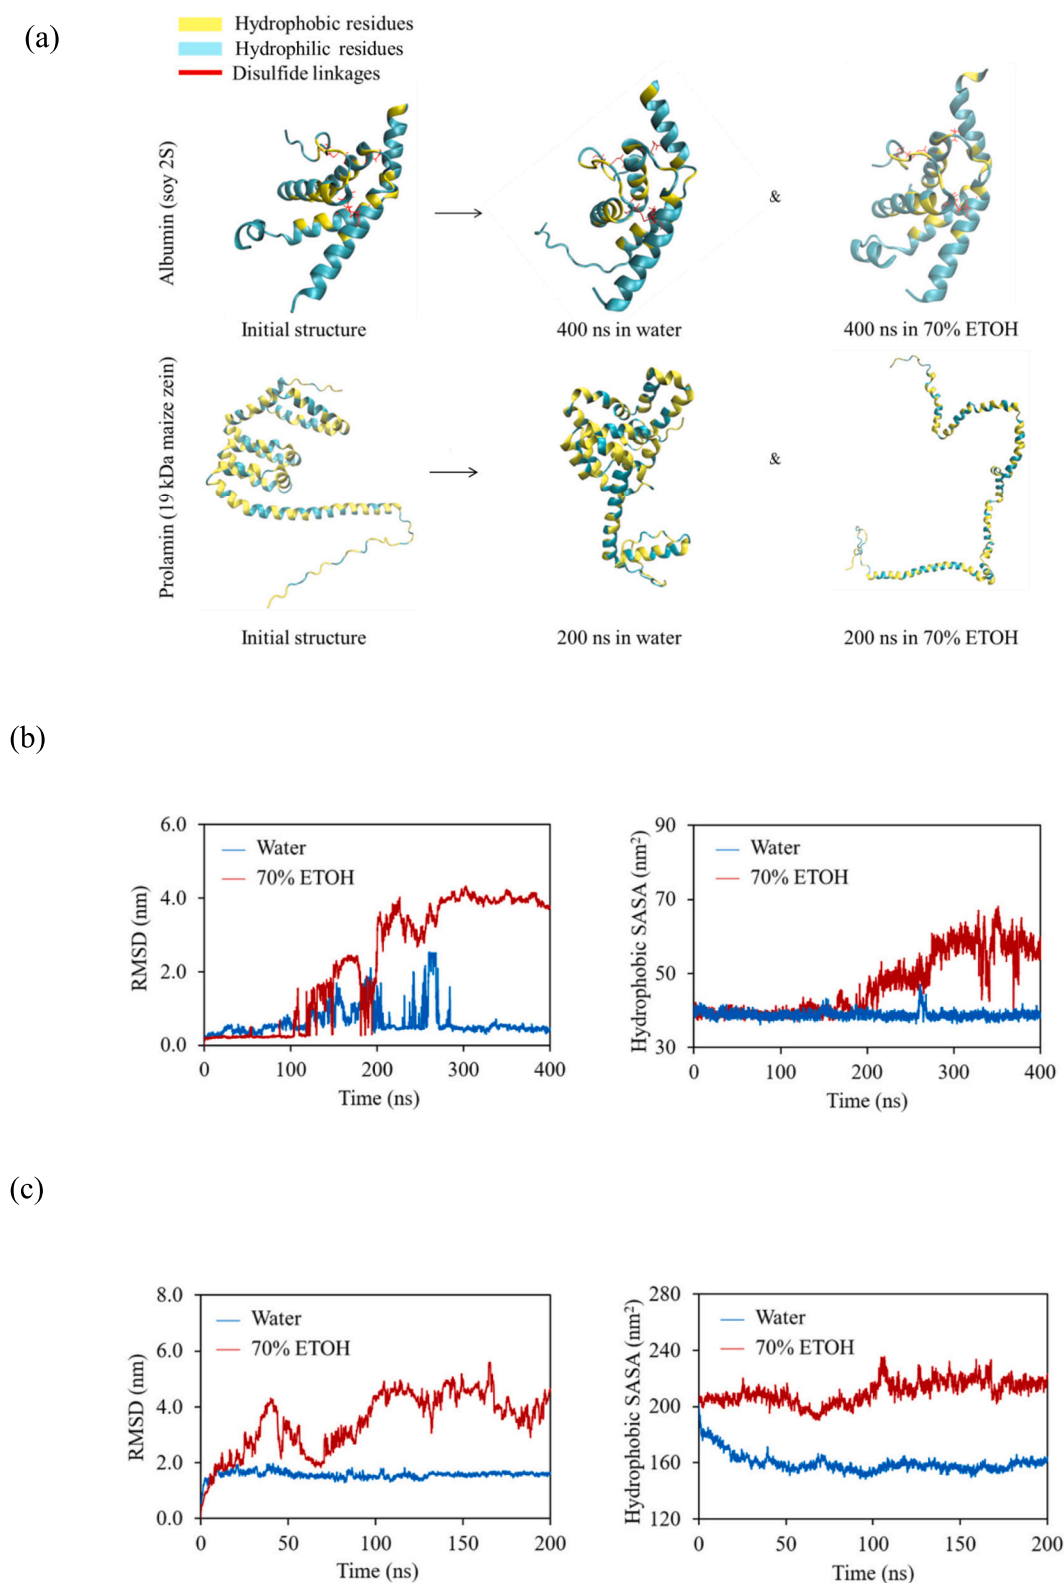 (a)
Hydrophobic residues
Hydrophilic residues
Disulfide linkages
Albumin (soy 2S)
&
Initial structure
400 ns in water
400 ns in 70% ETOH
Prolamin (19 kDa maize zein)
&
Initial structure
200 ns in water
200 ns in 70% ETOH
(b)
6.0
4.0
2.0
0.0
RMSD (nm)
Water
70% ETOH
0 100 200 300 400
Time (ns)
90
70
50
30
Hydrophobic SASA (nm²)
Water
70% ETOH
0 100 200 300 400
Time (ns)
(c)
8.0
6.0
4.0
2.0
0.0
RMSD (nm)
Water
70% ETOH
0 50 100 150 200
Time (ns)
280
240
200
160
120
Hydrophobic SASA (nm²)
Water
70% ETOH
0 50 100 150 200
Time (ns)